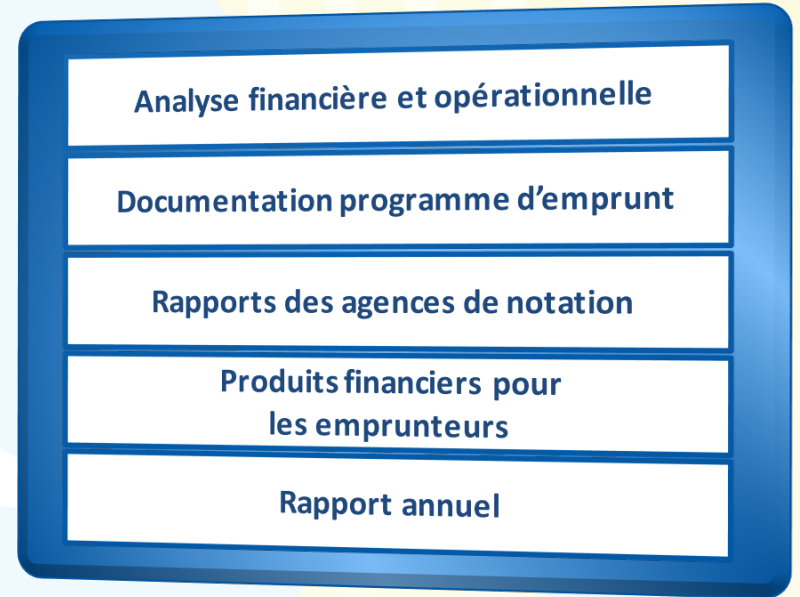 Analyse financière et opérationnelle
Documentation programme d’emprunt
Rapports des agences de notation
Produits financiers pour
les emprunteurs
Rapport annuel